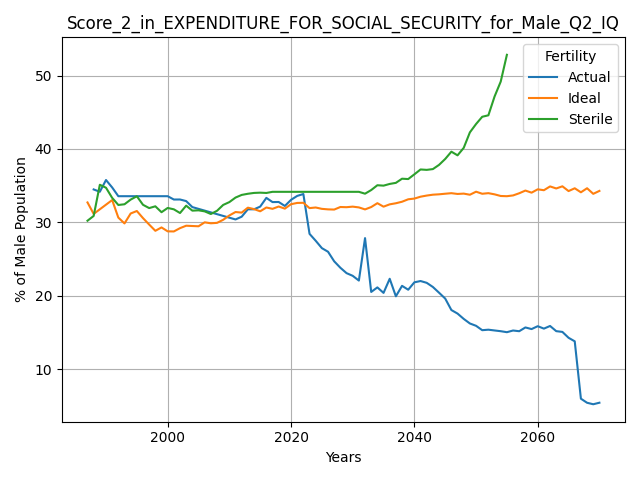 Score_2_in_EXPENDITURE_FOR_SOCIAL_SECURITY_for_Male_Q2_IQ
Fertility
Actual
Ideal
Sterile
% of Male Population
50
40
30
20
10
2000
2020
2040
2060
Years